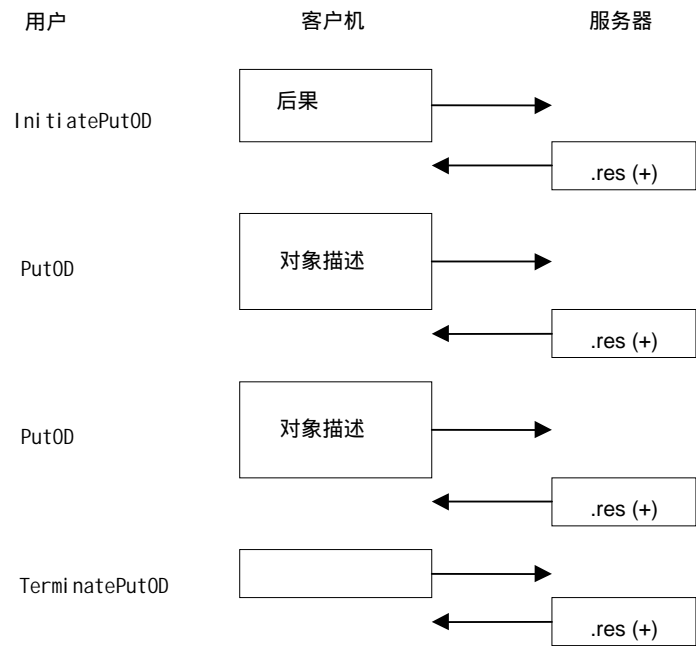 用户 客户机 服务器
后果
InitiatePutOD
.res (+)
对象描述
PutOD
.res (+)
对象描述
PutOD
.res (+)
TerminatePutOD
.res (+)